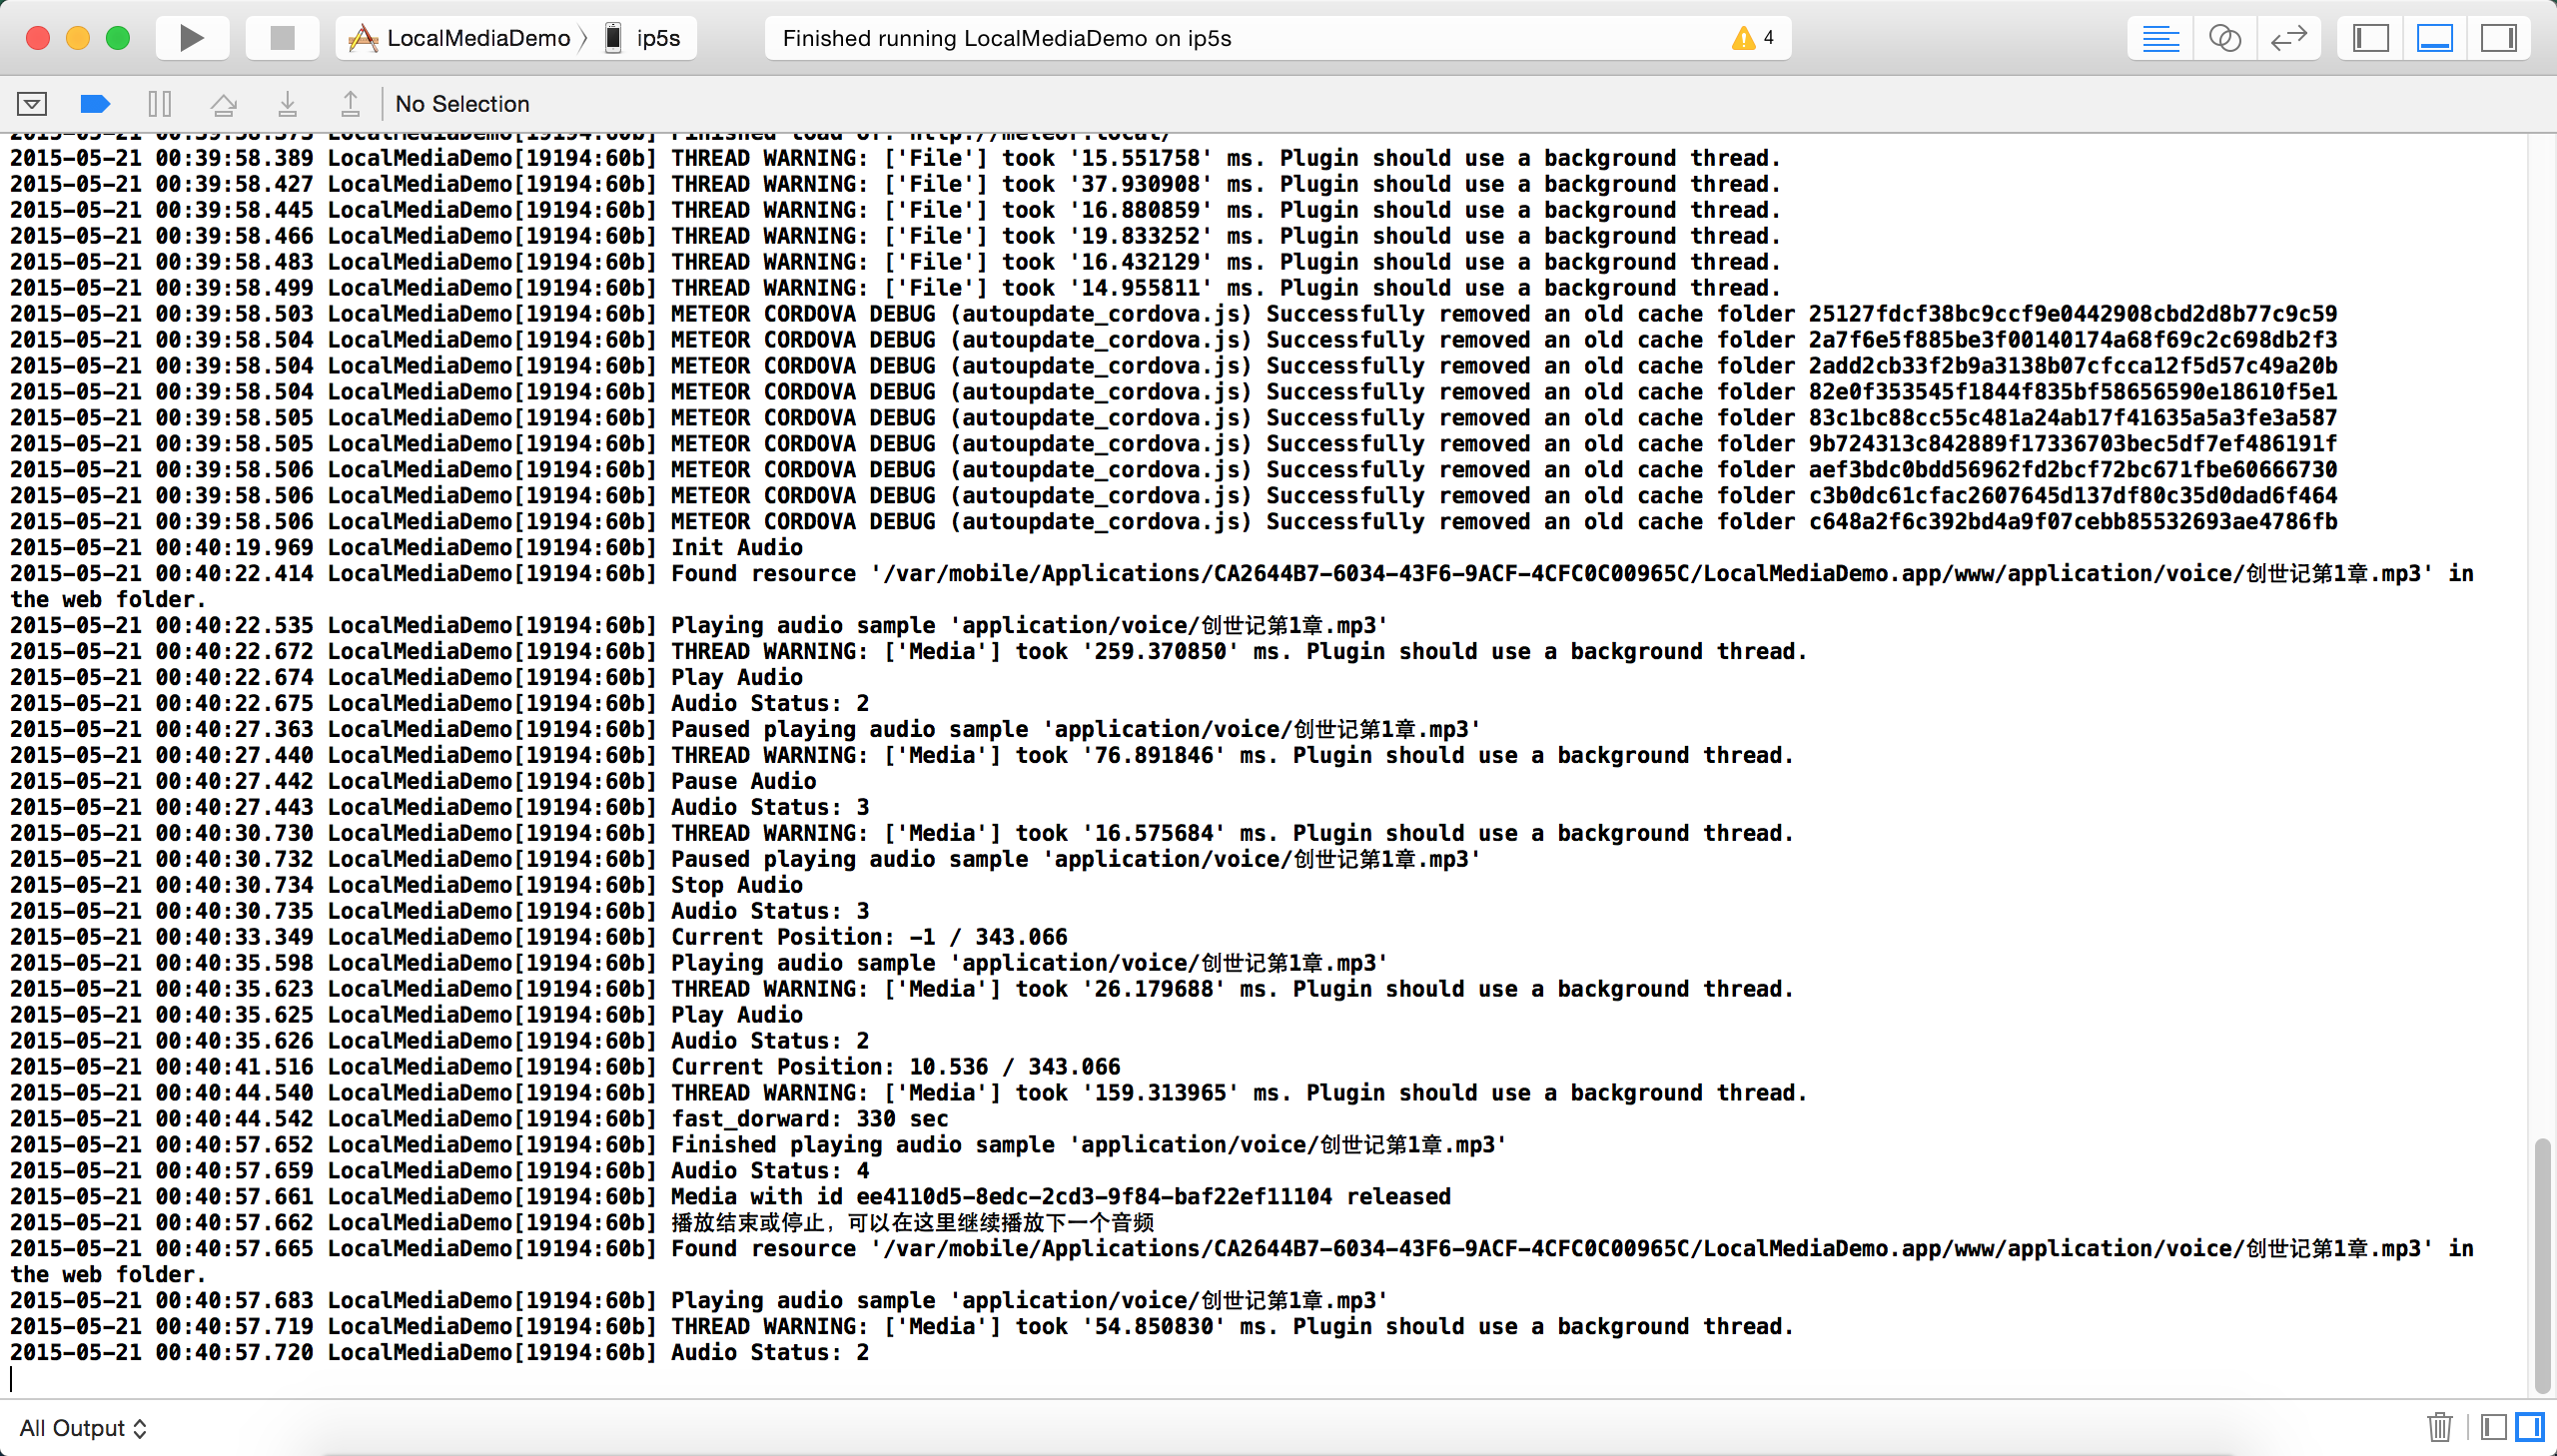 LocalMediaDemo ip5s
Finished running LocalMediaDemo on ip5s
4
No Selection
2015-05-21 00:39:58.373 LocalMediaDemo[19194:60b] Finished load of: http://meteor.local/
2015-05-21 00:39:58.389 LocalMediaDemo[19194:60b] THREAD WARNING: ['File'] took '15.551758' ms. Plugin should use a background thread.
2015-05-21 00:39:58.427 LocalMediaDemo[19194:60b] THREAD WARNING: ['File'] took '37.930908' ms. Plugin should use a background thread.
2015-05-21 00:39:58.445 LocalMediaDemo[19194:60b] THREAD WARNING: ['File'] took '16.880859' ms. Plugin should use a background thread.
2015-05-21 00:39:58.466 LocalMediaDemo[19194:60b] THREAD WARNING: ['File'] took '19.833252' ms. Plugin should use a background thread.
2015-05-21 00:39:58.483 LocalMediaDemo[19194:60b] THREAD WARNING: ['File'] took '16.432129' ms. Plugin should use a background thread.
2015-05-21 00:39:58.499 LocalMediaDemo[19194:60b] THREAD WARNING: ['File'] took '14.955811' ms. Plugin should use a background thread.
2015-05-21 00:39:58.503 LocalMediaDemo[19194:60b] METEOR CORDOVA DEBUG (autoupdate_cordova.js) Successfully removed an old cache folder 25127fdcf38bc9ccf9e0442908cbd2d8b77c9c59
2015-05-21 00:39:58.504 LocalMediaDemo[19194:60b] METEOR CORDOVA DEBUG (autoupdate_cordova.js) Successfully removed an old cache folder 2a7f6e5f885be3f00140174a68f69c2c698db2f3
2015-05-21 00:39:58.504 LocalMediaDemo[19194:60b] METEOR CORDOVA DEBUG (autoupdate_cordova.js) Successfully removed an old cache folder 2add2cb33f2b9a3138b07cfcca12f5d57c49a20b
2015-05-21 00:39:58.504 LocalMediaDemo[19194:60b] METEOR CORDOVA DEBUG (autoupdate_cordova.js) Successfully removed an old cache folder 82e0f353545f1844f835bf58656590e18610f5e1
2015-05-21 00:39:58.505 LocalMediaDemo[19194:60b] METEOR CORDOVA DEBUG (autoupdate_cordova.js) Successfully removed an old cache folder 83c1bc88cc55c481a24ab17f41635a5a3fe3a587
2015-05-21 00:39:58.505 LocalMediaDemo[19194:60b] METEOR CORDOVA DEBUG (autoupdate_cordova.js) Successfully removed an old cache folder 9b724313c842889f17336703bec5df7ef486191f
2015-05-21 00:39:58.506 LocalMediaDemo[19194:60b] METEOR CORDOVA DEBUG (autoupdate_cordova.js) Successfully removed an old cache folder aef3bdc0bdd56962fd2bcf72bc671fbe60666730
2015-05-21 00:39:58.506 LocalMediaDemo[19194:60b] METEOR CORDOVA DEBUG (autoupdate_cordova.js) Successfully removed an old cache folder c3b0dc61cfac2607645d137df80c35d0dad6f464
2015-05-21 00:39:58.506 LocalMediaDemo[19194:60b] METEOR CORDOVA DEBUG (autoupdate_cordova.js) Successfully removed an old cache folder c648a2f6c392bd4a9f07cebb85532693ae4786fb
2015-05-21 00:40:19.969 LocalMediaDemo[19194:60b] Init Audio
2015-05-21 00:40:22.414 LocalMediaDemo[19194:60b] Found resource '/var/mobile/Applications/CA2644B7-6034-43F6-9ACF-4CFC0C00965C/LocalMediaDemo.app/www/application/voice/创世记第1章.mp3' in
the web folder.
2015-05-21 00:40:22.535 LocalMediaDemo[19194:60b] Playing audio sample 'application/voice/创世记第1章.mp3'
2015-05-21 00:40:22.672 LocalMediaDemo[19194:60b] THREAD WARNING: ['Media'] took '259.370850' ms. Plugin should use a background thread.
2015-05-21 00:40:22.674 LocalMediaDemo[19194:60b] Play Audio
2015-05-21 00:40:22.675 LocalMediaDemo[19194:60b] Audio Status: 2
2015-05-21 00:40:27.363 LocalMediaDemo[19194:60b] Paused playing audio sample 'application/voice/创世记第1章.mp3'
2015-05-21 00:40:27.440 LocalMediaDemo[19194:60b] THREAD WARNING: ['Media'] took '76.891846' ms. Plugin should use a background thread.
2015-05-21 00:40:27.442 LocalMediaDemo[19194:60b] Pause Audio
2015-05-21 00:40:27.443 LocalMediaDemo[19194:60b] Audio Status: 3
2015-05-21 00:40:30.730 LocalMediaDemo[19194:60b] THREAD WARNING: ['Media'] took '16.575684' ms. Plugin should use a background thread.
2015-05-21 00:40:30.732 LocalMediaDemo[19194:60b] Paused playing audio sample 'application/voice/创世记第1章.mp3'
2015-05-21 00:40:30.734 LocalMediaDemo[19194:60b] Stop Audio
2015-05-21 00:40:30.735 LocalMediaDemo[19194:60b] Audio Status: 3
2015-05-21 00:40:33.349 LocalMediaDemo[19194:60b] Current Position: -1 / 343.066
2015-05-21 00:40:35.598 LocalMediaDemo[19194:60b] Playing audio sample 'application/voice/创世记第1章.mp3'
2015-05-21 00:40:35.623 LocalMediaDemo[19194:60b] THREAD WARNING: ['Media'] took '26.179688' ms. Plugin should use a background thread.
2015-05-21 00:40:35.625 LocalMediaDemo[19194:60b] Play Audio
2015-05-21 00:40:35.626 LocalMediaDemo[19194:60b] Audio Status: 2
2015-05-21 00:40:41.516 LocalMediaDemo[19194:60b] Current Position: 10.536 / 343.066
2015-05-21 00:40:44.540 LocalMediaDemo[19194:60b] THREAD WARNING: ['Media'] took '159.313965' ms. Plugin should use a background thread.
2015-05-21 00:40:44.542 LocalMediaDemo[19194:60b] fast_dorward: 330 sec
2015-05-21 00:40:57.652 LocalMediaDemo[19194:60b] Finished playing audio sample 'application/voice/创世记第1章.mp3'
2015-05-21 00:40:57.659 LocalMediaDemo[19194:60b] Audio Status: 4
2015-05-21 00:40:57.661 LocalMediaDemo[19194:60b] Media with id ee4110d5-8edc-2cd3-9f84-baf22ef11104 released
2015-05-21 00:40:57.662 LocalMediaDemo[19194:60b] 播放结束或停止，可以在这里继续播放下一个音频
2015-05-21 00:40:57.665 LocalMediaDemo[19194:60b] Found resource '/var/mobile/Applications/CA2644B7-6034-43F6-9ACF-4CFC0C00965C/LocalMediaDemo.app/www/application/voice/创世记第1章.mp3' in
the web folder.
2015-05-21 00:40:57.683 LocalMediaDemo[19194:60b] Playing audio sample 'application/voice/创世记第1章.mp3'
2015-05-21 00:40:57.719 LocalMediaDemo[19194:60b] THREAD WARNING: ['Media'] took '54.850830' ms. Plugin should use a background thread.
2015-05-21 00:40:57.720 LocalMediaDemo[19194:60b] Audio Status: 2
All Output